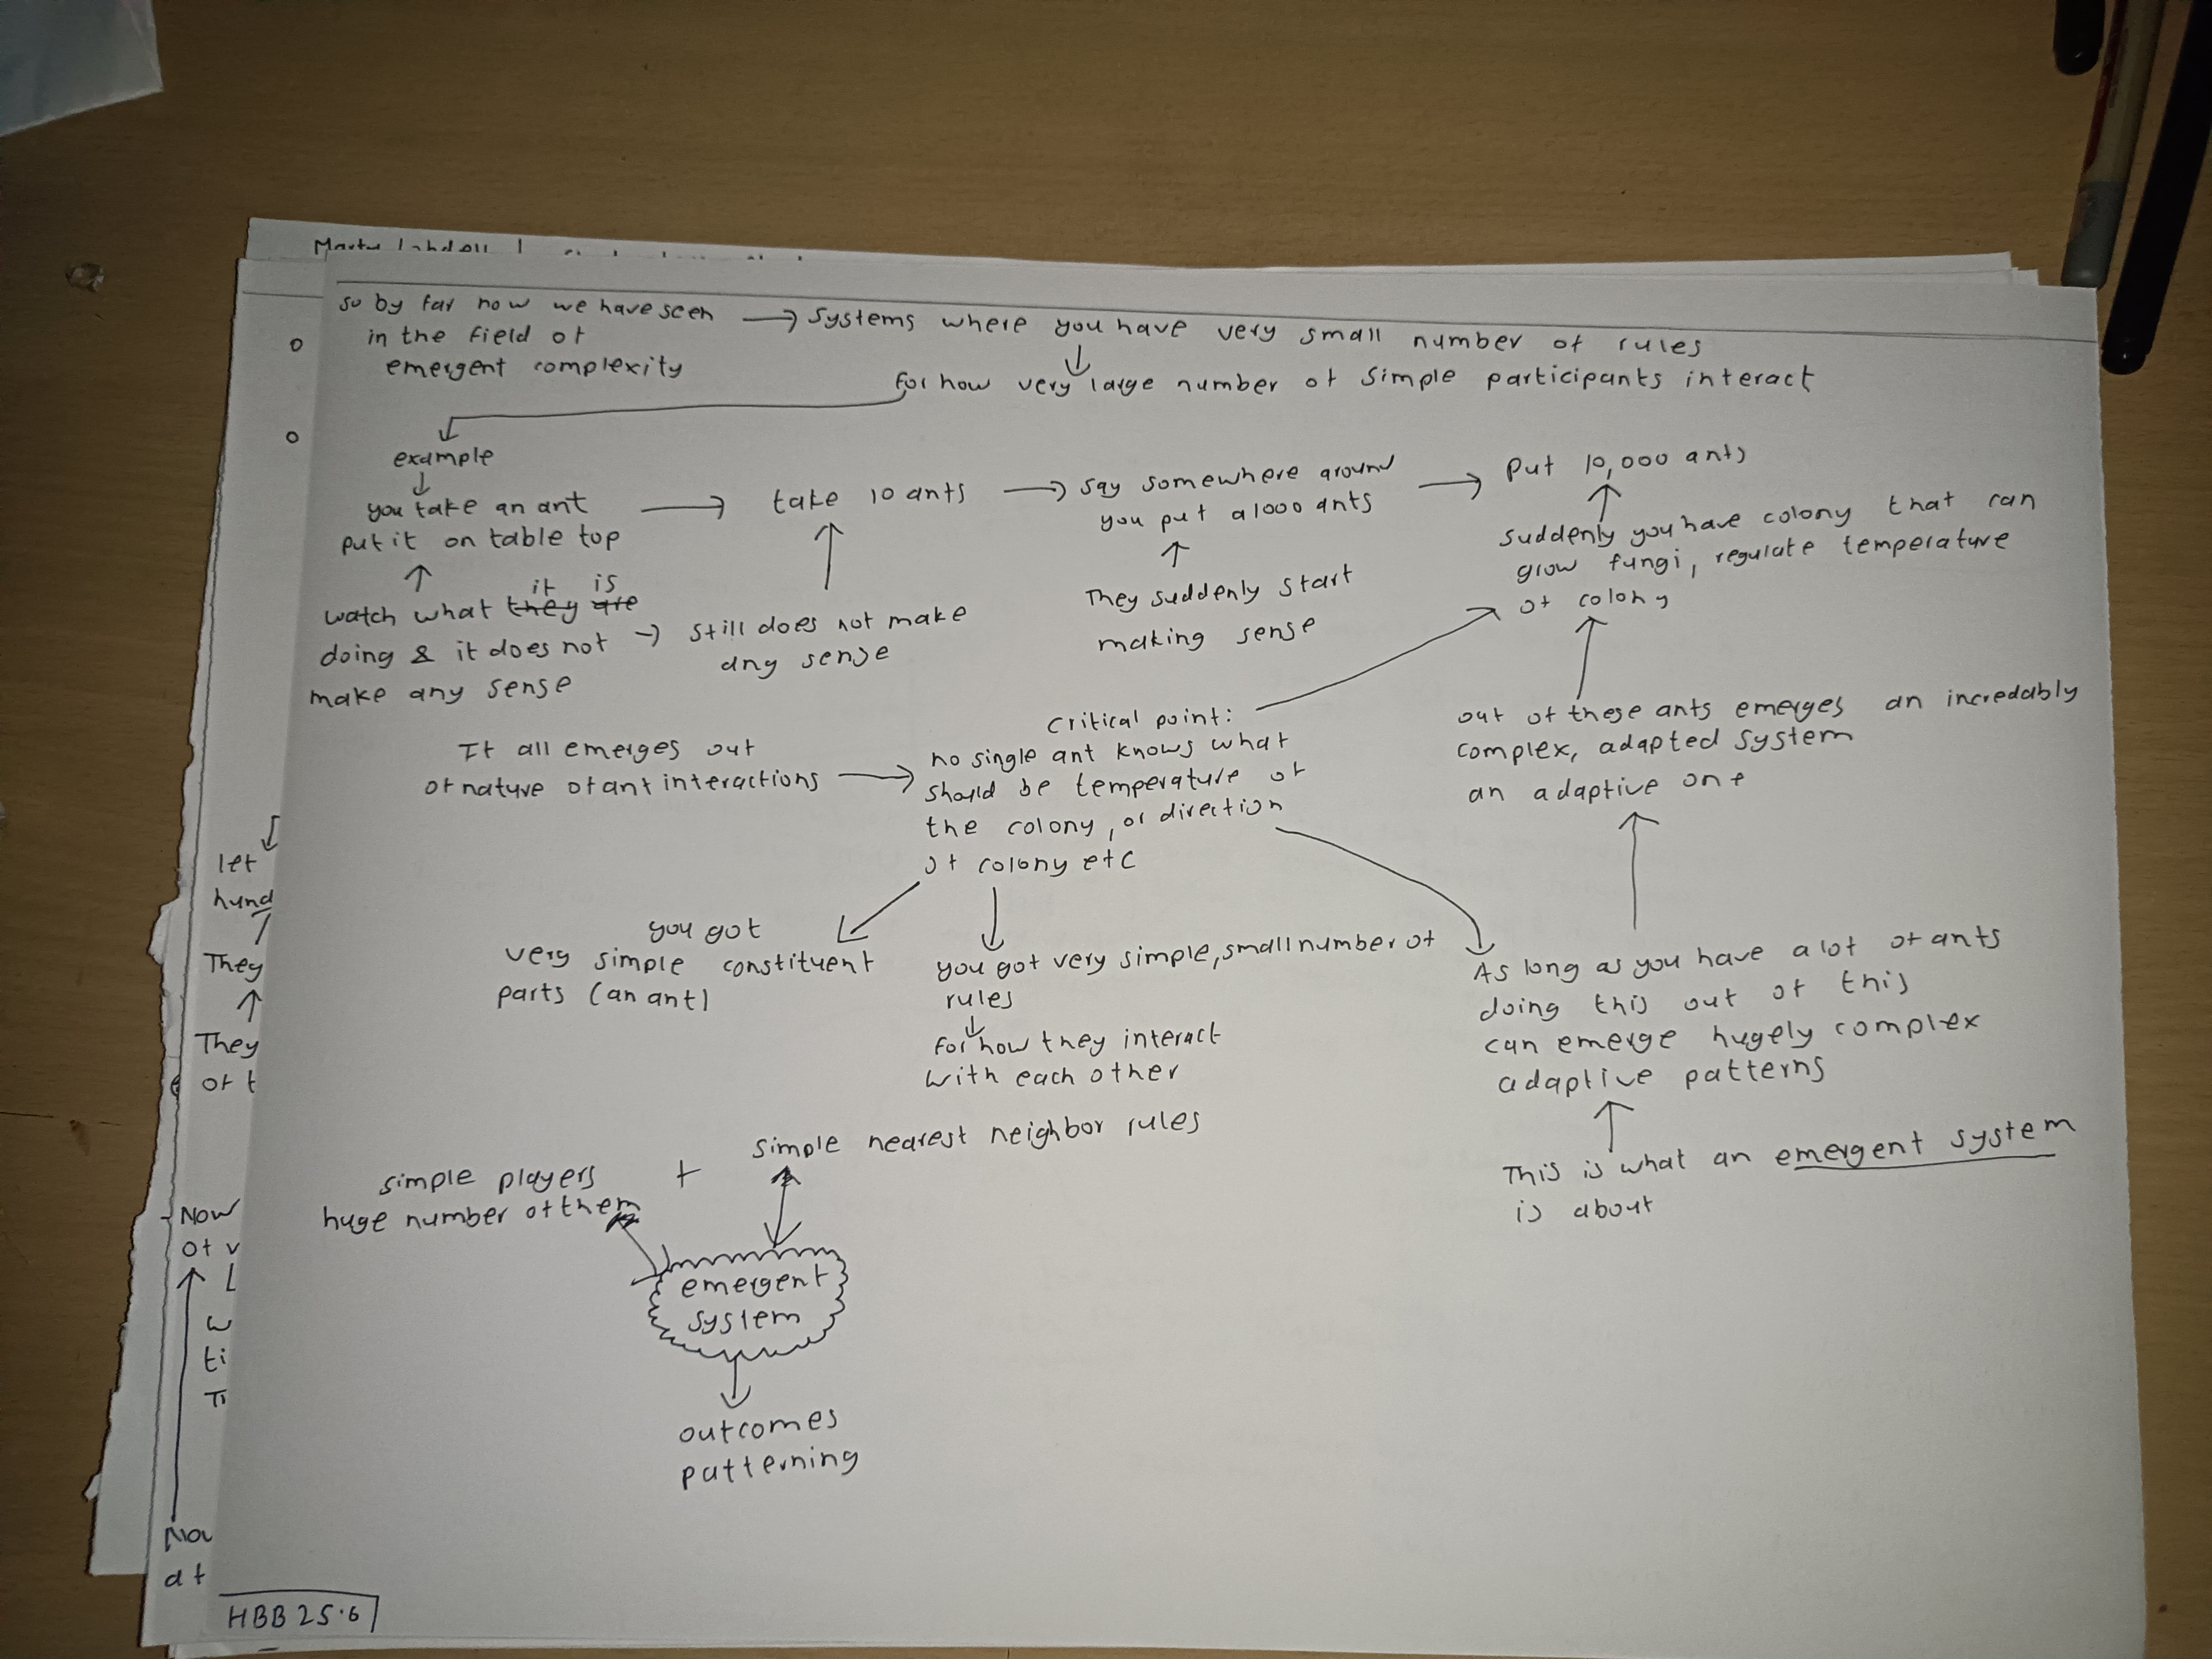 so by far now we have seen
in the field of
emergent complexity
systems where you have very small number of rules
for how very large number of simple participants interact
example
you take an ant
put it on table top
it is
watch what they are
doing & it does not
make any sense
take 10 ants
still does not make
any sense
say somewhere around
you put a 1000 ants
They suddenly start
making sense
Put 10,000 ants
suddenly you have colony that can
grow fungi, regulate temperature
of colony
It all emerges out
of nature of ant interactions
critical point:
no single ant knows what
should be temperature of
the colony, or direction
of colony etc
out of these ants emerges an incredably
complex, adapted system
an adaptive one
you got
very simple constituent
parts (an ant)
you got very simple, small number of
rules
for how they interact
with each other
As long as you have a lot of ants
doing this out of this
can emerge hugely complex
adaptive patterns
This is what an emergent system
is about
simple players
huge number of them
+
simple nearest neighbor rules
emergent
system
outcomes
patterning
let
hund
They
They
of t
Now
of v
L
w
ti
Now
at
HBB 25.6